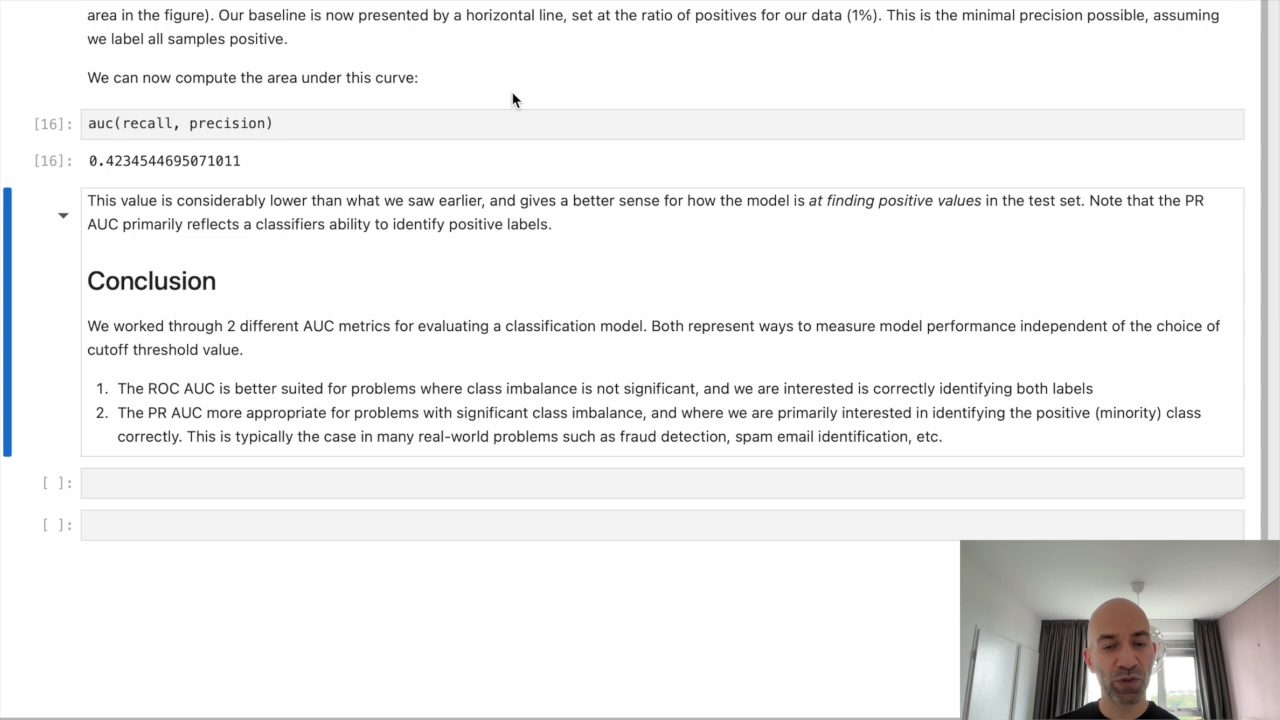 area in the figure). Our baseline is now presented by a horizontal line, set at the ratio of positives for our data (1%). This is the minimal precision possible, assuming
we label all samples positive.
We can now compute the area under this curve:
[16]: auc(recall, precision)
[16]: 0.4234544695071011
This value is considerably lower than what we saw earlier, and gives a better sense for how the model is at finding positive values in the test set. Note that the PR
AUC primarily reflects a classifiers ability to identify positive labels.
Conclusion
We worked through 2 different AUC metrics for evaluating a classification model. Both represent ways to measure model performance independent of the choice of
cutoff threshold value.
1. The ROC AUC is better suited for problems where class imbalance is not significant, and we are interested is correctly identifying both labels
2. The PR AUC more appropriate for problems with significant class imbalance, and where we are primarily interested in identifying the positive (minority) class
correctly. This is typically the case in many real-world problems such as fraud detection, spam email identification, etc.
[ ]:
[ ]: